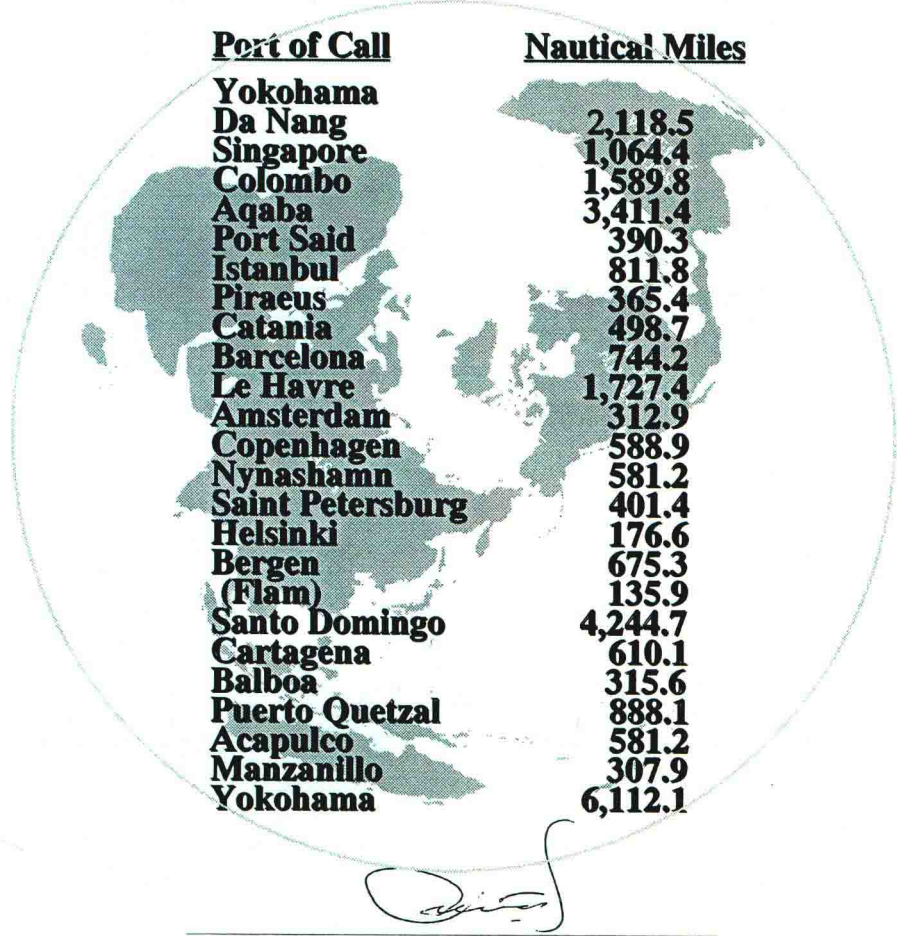 Port of Call Nautical Miles
Yokohama
Da Nang 2,118.5
Singapore 1,064.4
Colombo 1,589.8
Aqaba 3,411.4
Port Said 390.3
Istanbul 811.8
Piraeus 365.4
Catania 498.7
Barcelona 744.2
Le Havre 1,727.4
Amsterdam 312.9
Copenhagen 588.9
Nynashamn 581.2
Saint Petersburg 401.4
Helsinki 176.6
Bergen 675.3
(Flam) 135.9
Santo Domingo 4,244.7
Cartagena 610.1
Balboa 315.6
Puerto Quetzal 888.1
Acapulco 581.2
Manzanillo 307.9
Yokohama 6,112.1